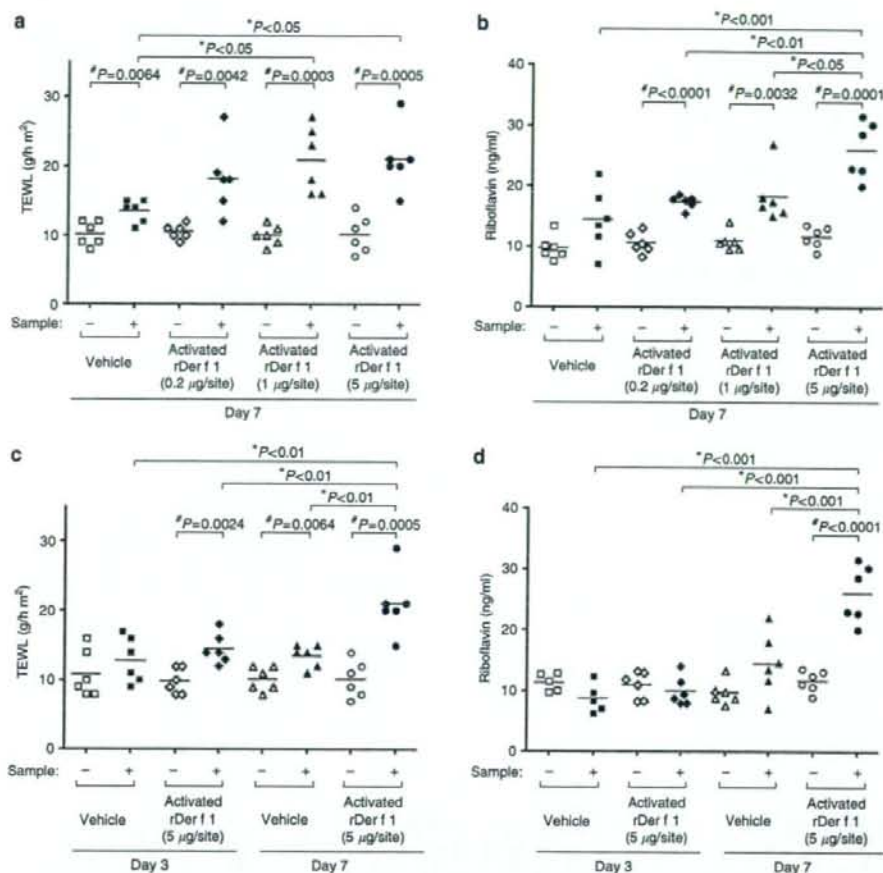 a
*P<0.05
*P<0.05
#P=0.0064 #P=0.0042 #P=0.0003 #P=0.0005
TEWL (g/h m²)
30
20
10
0
Sample: − + − + − + − +
Vehicle Activated Activated Activated
rDer f 1 rDer f 1 rDer f 1
(0.2 μg/site) (1 μg/site) (5 μg/site)
Day 7
b
*P<0.001
*P<0.01
*P<0.05
#P<0.0001 #P=0.0032 #P=0.0001
Riboflavin (ng/ml)
40
30
20
10
0
Sample: − + − + − + − +
Vehicle Activated Activated Activated
rDer f 1 rDer f 1 rDer f 1
(0.2 μg/site) (1 μg/site) (5 μg/site)
Day 7
c
*P<0.01
*P<0.01
*P<0.01
#P=0.0024 #P=0.0064 #P=0.0005
TEWL (g/h m²)
30
20
10
0
Sample: − + − + − + − +
Vehicle Activated Vehicle Activated
rDer f 1 rDer f 1
(5 μg/site) (5 μg/site)
Day 3 Day 7
d
*P<0.001
*P<0.001
*P<0.001
#P<0.0001
Riboflavin (ng/ml)
40
30
20
10
0
Sample: − + − + − + − +
Vehicle Activated Vehicle Activated
rDer f 1 rDer f 1
(5 μg/site) (5 μg/site)
Day 3 Day 7